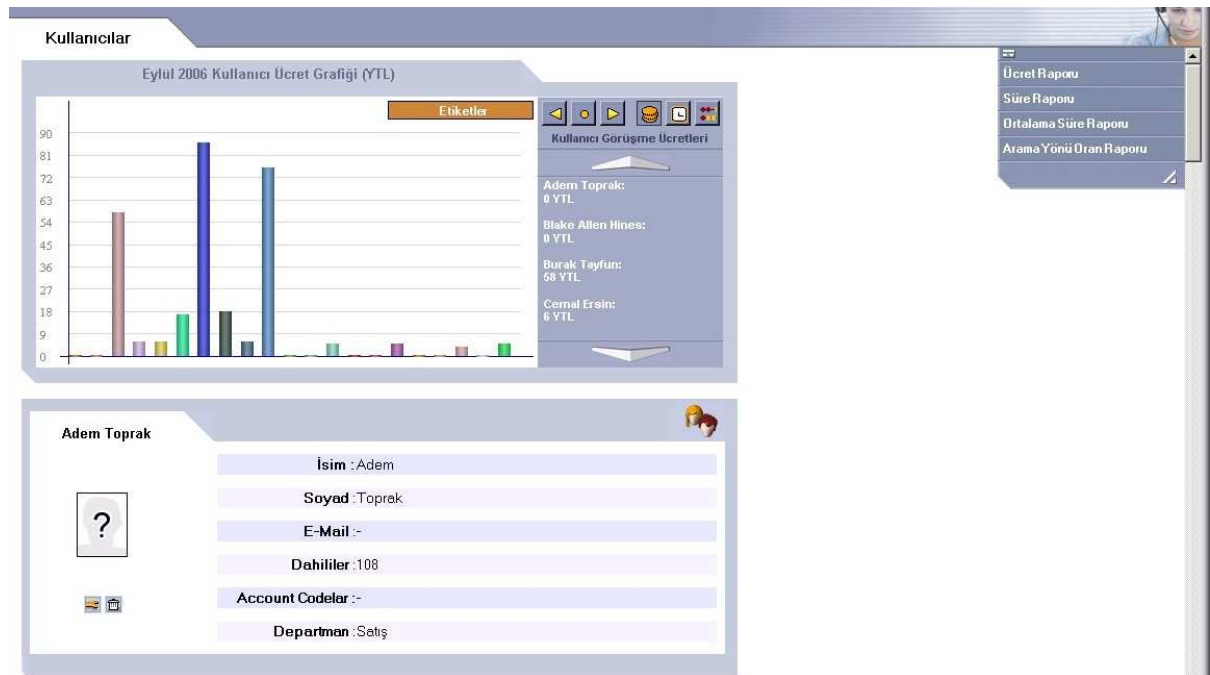 Kullanıcılar
Eylül 2006 Kullanıcı Ücret Grafiği (YTL)
Etiketler
90
81
72
63
54
45
36
27
18
9
0
Kullanıcı Görüşme Ücretleri
Adem Toprak:
0 YTL
Blake Allen Hines:
0 YTL
Burak Tayfun:
58 YTL
Cemal Ersin:
6 YTL
Ücret Raporu
Süre Raporu
Ortalama Süre Raporu
Arama Yönü Oran Raporu
Adem Toprak
?
İsim :Adem
Soyad :Toprak
E-Mail :-
Dahililer :108
Account Codelar :-
Departman :Satış